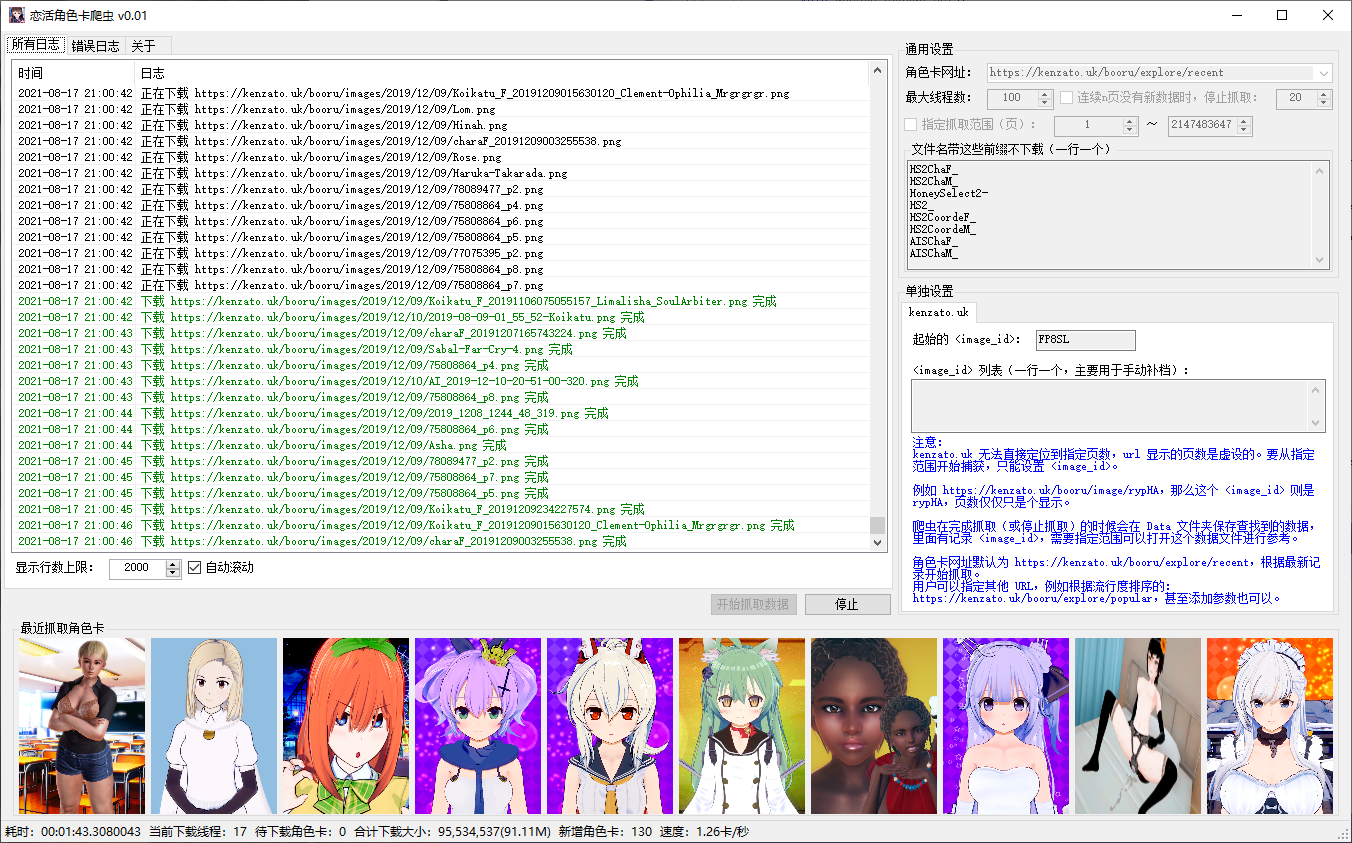 恋活角色卡爬虫 v0.01
所有日志 错误日志 关于
时间 日志
2021-08-17 21:00:42 正在下载 https://kenzato.uk/booru/images/2019/12/09/Koikatu_F_20191209015630120_Clement-Ophilia_Mrgrgrgr.png
2021-08-17 21:00:42 正在下载 https://kenzato.uk/booru/images/2019/12/09/Lom.png
2021-08-17 21:00:42 正在下载 https://kenzato.uk/booru/images/2019/12/09/Hinah.png
2021-08-17 21:00:42 正在下载 https://kenzato.uk/booru/images/2019/12/09/charaF_20191209003255538.png
2021-08-17 21:00:42 正在下载 https://kenzato.uk/booru/images/2019/12/09/Rose.png
2021-08-17 21:00:42 正在下载 https://kenzato.uk/booru/images/2019/12/09/Haruka-Takarada.png
2021-08-17 21:00:42 正在下载 https://kenzato.uk/booru/images/2019/12/09/78089477_p2.png
2021-08-17 21:00:42 正在下载 https://kenzato.uk/booru/images/2019/12/09/75808864_p4.png
2021-08-17 21:00:42 正在下载 https://kenzato.uk/booru/images/2019/12/09/75808864_p6.png
2021-08-17 21:00:42 正在下载 https://kenzato.uk/booru/images/2019/12/09/75808864_p5.png
2021-08-17 21:00:42 正在下载 https://kenzato.uk/booru/images/2019/12/09/77075395_p2.png
2021-08-17 21:00:42 正在下载 https://kenzato.uk/booru/images/2019/12/09/75808864_p8.png
2021-08-17 21:00:42 正在下载 https://kenzato.uk/booru/images/2019/12/09/75808864_p7.png
2021-08-17 21:00:42 下载 https://kenzato.uk/booru/images/2019/12/09/Koikatu_F_20191106075055157_Limalisha_SoulArbiter.png 完成
2021-08-17 21:00:42 下载 https://kenzato.uk/booru/images/2019/12/10/2019-08-09-01_55_52-Koikatu.png 完成
2021-08-17 21:00:43 下载 https://kenzato.uk/booru/images/2019/12/09/charaF_20191207165743224.png 完成
2021-08-17 21:00:43 下载 https://kenzato.uk/booru/images/2019/12/09/Sabal-Far-Cry-4.png 完成
2021-08-17 21:00:43 下载 https://kenzato.uk/booru/images/2019/12/09/75808864_p4.png 完成
2021-08-17 21:00:43 下载 https://kenzato.uk/booru/images/2019/12/10/AI_2019-12-10-20-51-00-320.png 完成
2021-08-17 21:00:43 下载 https://kenzato.uk/booru/images/2019/12/09/75808864_p8.png 完成
2021-08-17 21:00:44 下载 https://kenzato.uk/booru/images/2019/12/09/2019_1208_1244_48_319.png 完成
2021-08-17 21:00:44 下载 https://kenzato.uk/booru/images/2019/12/09/75808864_p6.png 完成
2021-08-17 21:00:44 下载 https://kenzato.uk/booru/images/2019/12/09/Asha.png 完成
2021-08-17 21:00:45 下载 https://kenzato.uk/booru/images/2019/12/09/78089477_p2.png 完成
2021-08-17 21:00:45 下载 https://kenzato.uk/booru/images/2019/12/09/75808864_p7.png 完成
2021-08-17 21:00:45 下载 https://kenzato.uk/booru/images/2019/12/09/75808864_p5.png 完成
2021-08-17 21:00:45 下载 https://kenzato.uk/booru/images/2019/12/09/Koikatu_F_20191209234227574.png 完成
2021-08-17 21:00:46 下载 https://kenzato.uk/booru/images/2019/12/09/Koikatu_F_20191209015630120_Clement-Ophilia_Mrgrgrgr.png 完成
2021-08-17 21:00:46 下载 https://kenzato.uk/booru/images/2019/12/09/charaF_20191209003255538.png 完成
显示行数上限： 2000 自动滚动
开始抓取数据 停止
通用设置
角色卡网址： https://kenzato.uk/booru/explore/recent
最大线程数： 100 连续n页没有新数据时，停止抓取： 20
指定抓取范围（页）： 1 ～ 2147483647
文件名带这些前缀不下载（一行一个）
HS2ChaF_
HS2ChaM_
HoneySelect2-
HS2_
HS2CoordeF_
HS2CoordeM_
AISChaF_
AISChaM_
单独设置
kenzato.uk
起始的 <image_id>： FP8SL
<image_id> 列表（一行一个，主要用于手动补档）：
注意：
kenzato.uk 无法直接定位到指定页数，url 显示的页数是虚设的。要从指定
范围开始捕获，只能设置 <image_id>。
例如 https://kenzato.uk/booru/image/rypHA，那么这个 <image_id> 则是
rypHA，页数仅仅只是个显示。
爬虫在完成抓取（或停止抓取）的时候会在 Data 文件夹保存查找到的数据，
里面有记录 <image_id>，需要指定范围可以打开这个数据文件进行参考。
角色卡网址默认为 https://kenzato.uk/booru/explore/recent，根据最新记
录开始抓取。
用户可以指定其他 URL，例如根据流行度排序的：
https://kenzato.uk/booru/explore/popular，甚至添加参数也可以。
最近抓取角色卡
耗时：00:01:43.3080043 当前下载线程：17 待下载角色卡：0 合计下载大小：95,534,537(91.11M) 新增角色卡：130 速度：1.26卡/秒